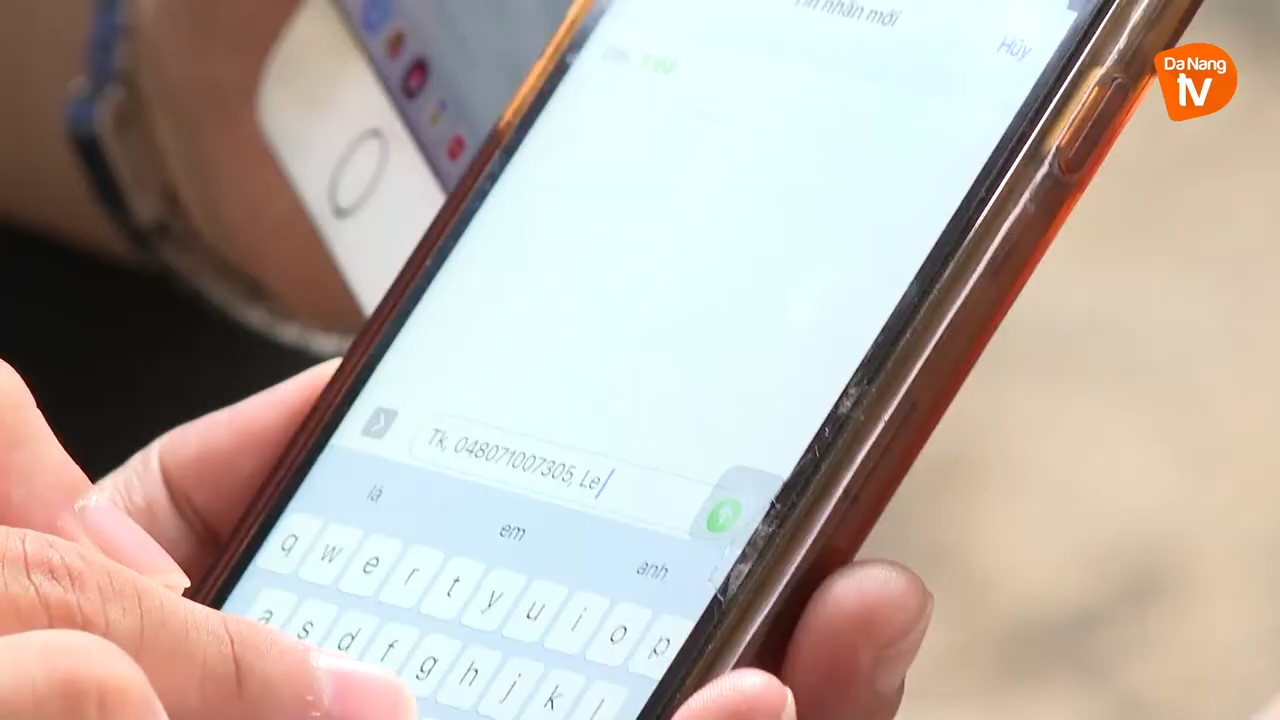 Tin nhắn mới
Hủy
Da Nang
tv
Tk, 048071007305, Le
là
em
anh
q w e r t y u i o p
a s d f g h j k l